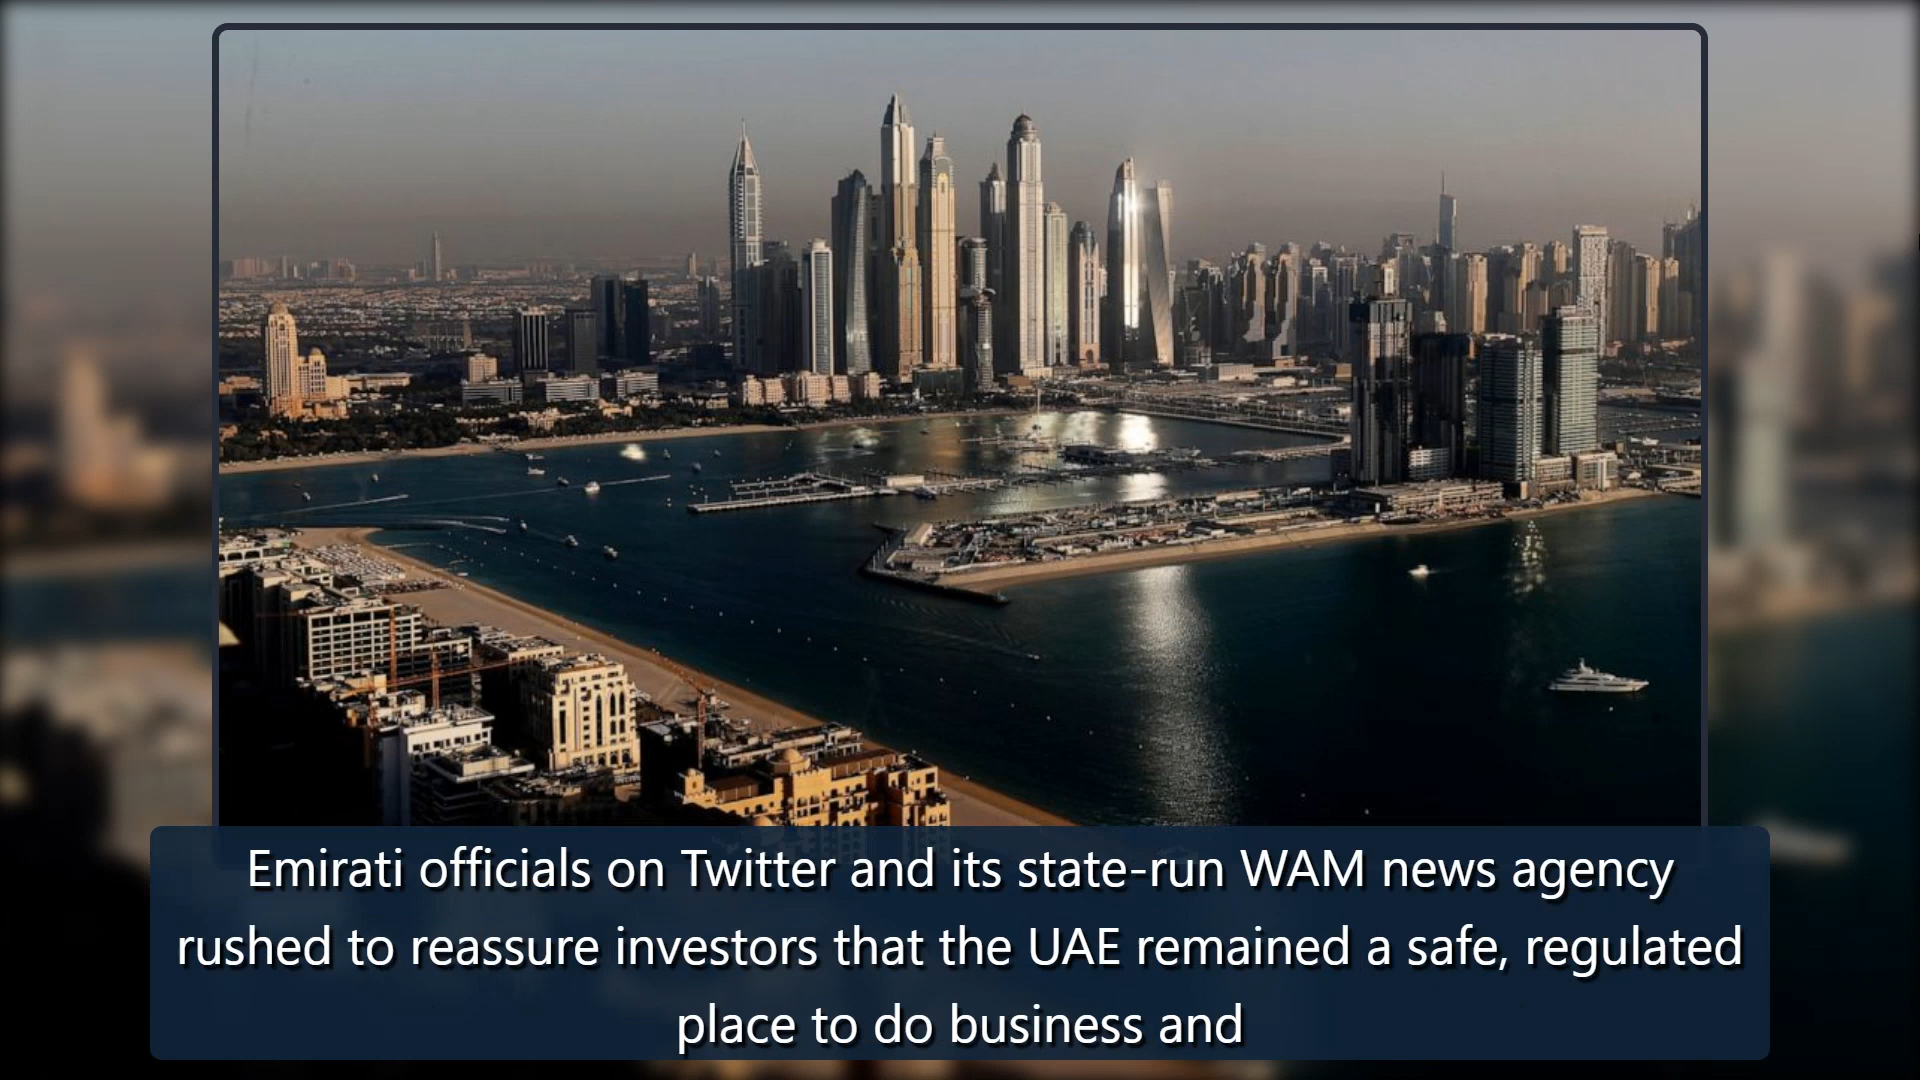 Emirati officials on Twitter and its state-run WAM news agency
rushed to reassure investors that the UAE remained a safe, regulated
place to do business and